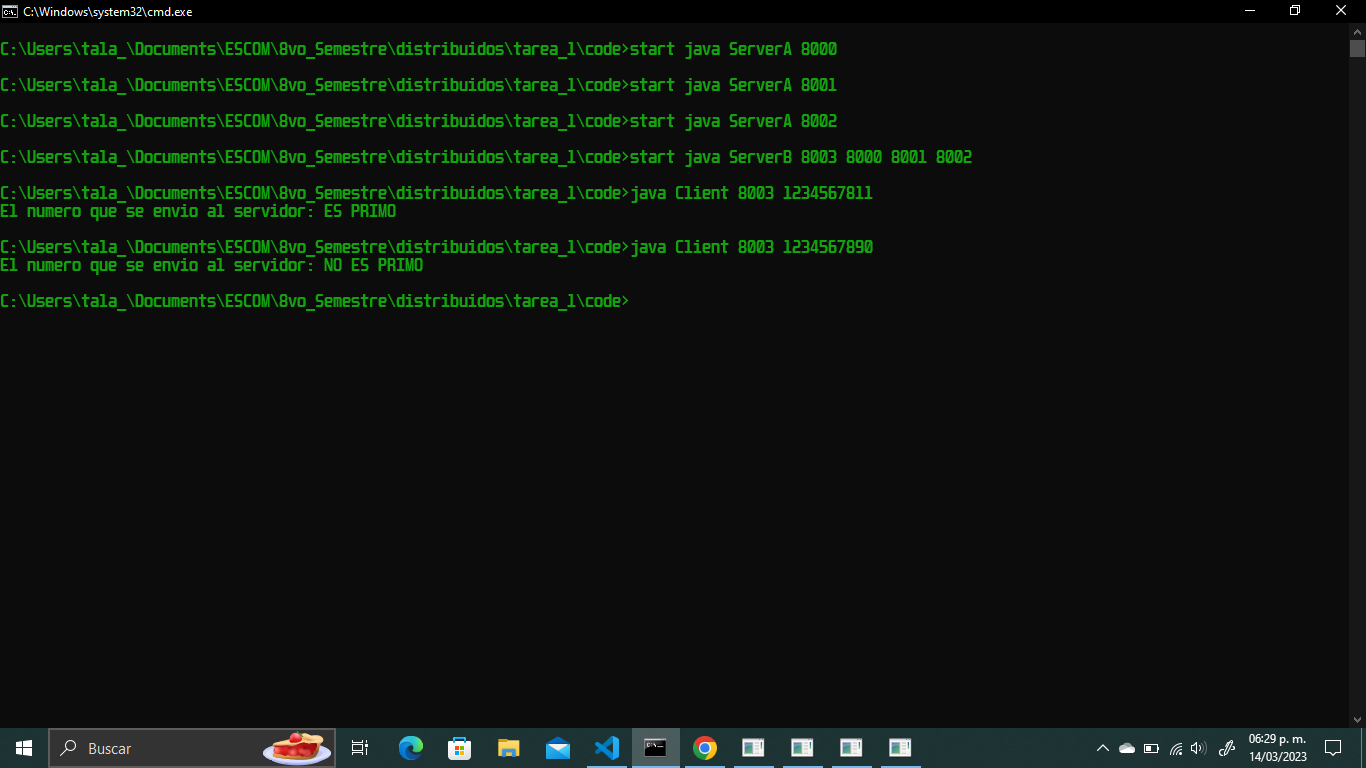 C:\Windows\system32\cmd.exe
C:\Users\tala_\Documents\ESCOM\8vo_Semestre\distribuidos\tarea_1\code>start java ServerA 8000
C:\Users\tala_\Documents\ESCOM\8vo_Semestre\distribuidos\tarea_1\code>start java ServerA 8001
C:\Users\tala_\Documents\ESCOM\8vo_Semestre\distribuidos\tarea_1\code>start java ServerA 8002
C:\Users\tala_\Documents\ESCOM\8vo_Semestre\distribuidos\tarea_1\code>start java ServerB 8003 8000 8001 8002
C:\Users\tala_\Documents\ESCOM\8vo_Semestre\distribuidos\tarea_1\code>java Client 8003 1234567811
El numero que se envio al servidor: ES PRIMO
C:\Users\tala_\Documents\ESCOM\8vo_Semestre\distribuidos\tarea_1\code>java Client 8003 1234567890
El numero que se envio al servidor: NO ES PRIMO
C:\Users\tala_\Documents\ESCOM\8vo_Semestre\distribuidos\tarea_1\code>
Buscar
06:29 p. m.
14/03/2023